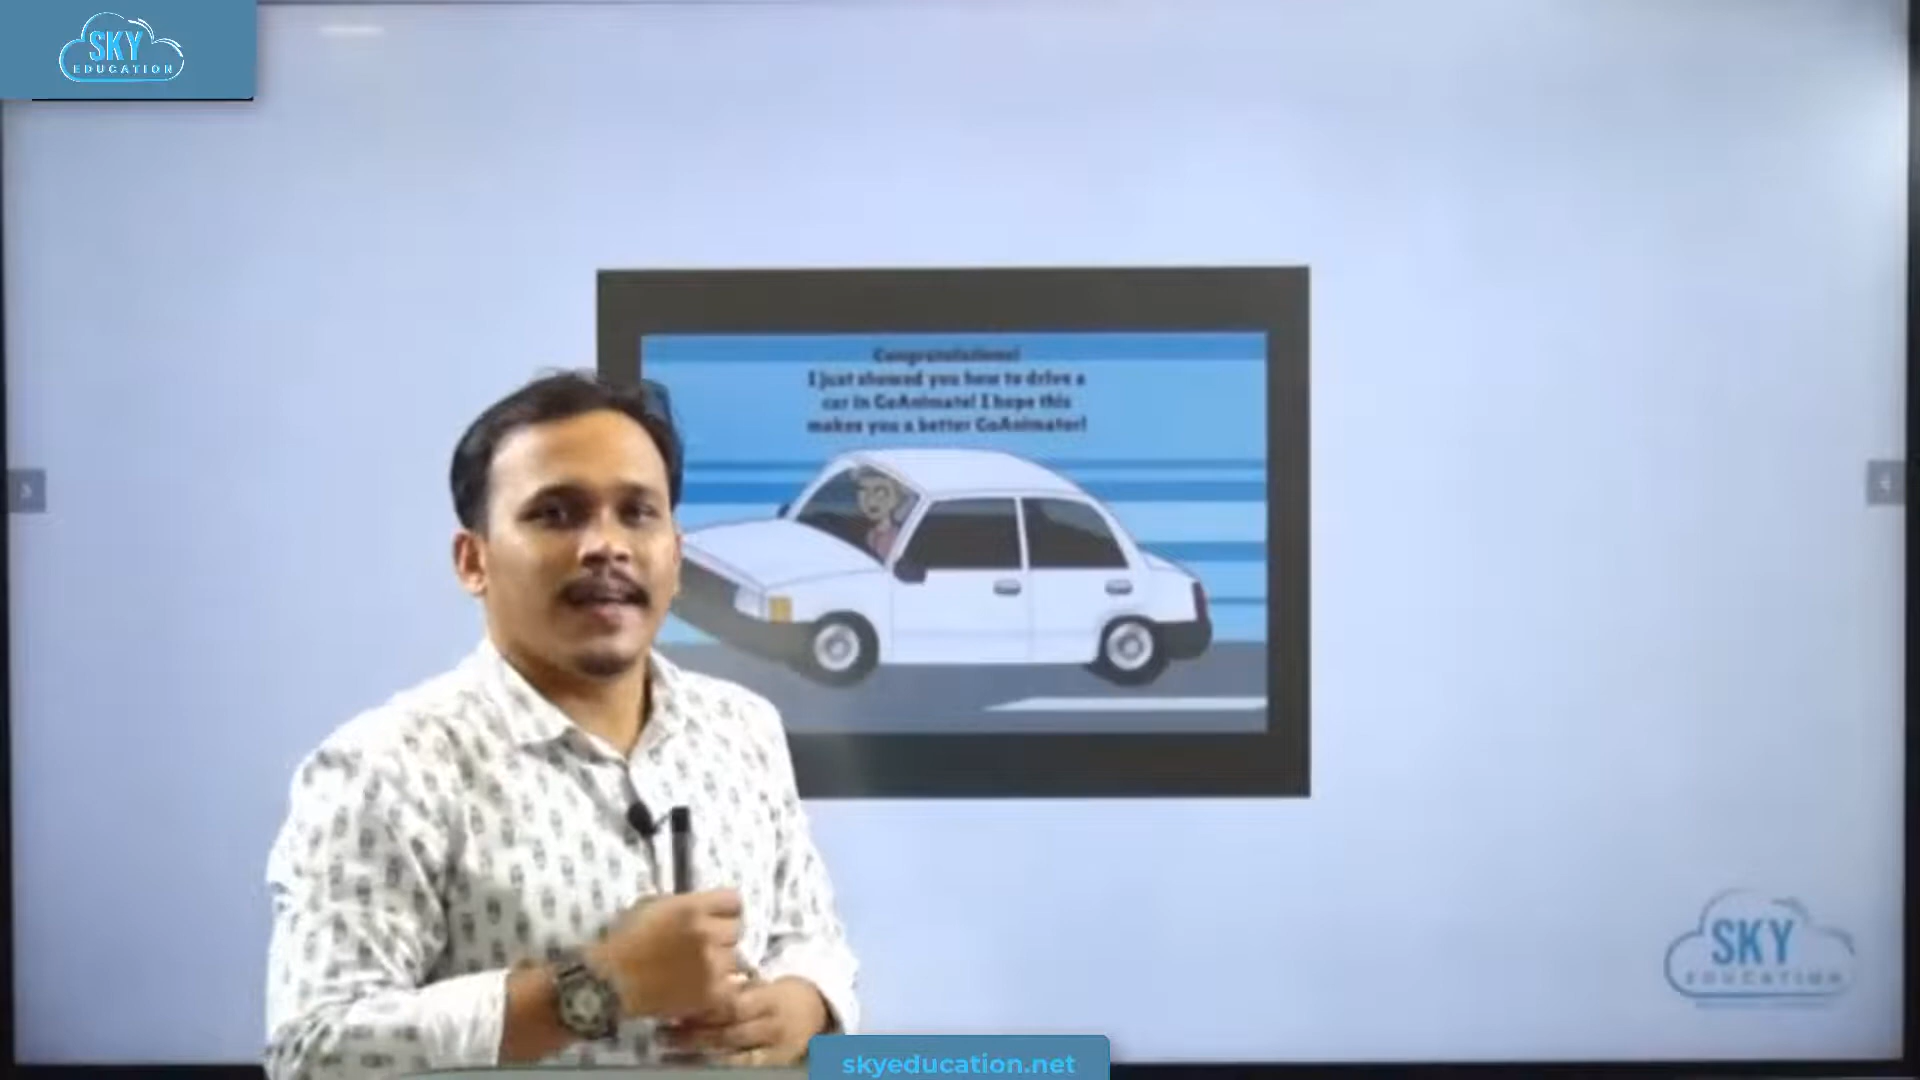 SKY
EDUCATION
Congratulations!
I just showed you how to drive a
car in GoAnimate! I hope this
makes you a better GoAnimator!
SKY
EDUCATION
skyeducation.net